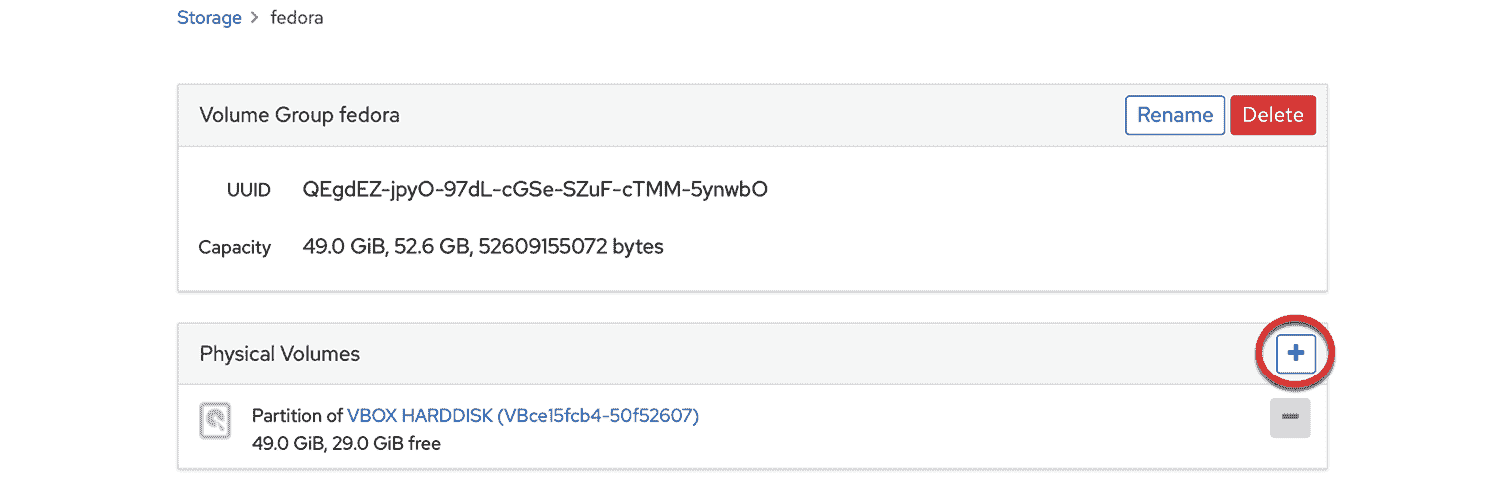 Storage > fedora
Volume Group fedora Rename Delete
UUID QEgdEZ-jpyO-97dL-cGSe-SZuF-cTMM-5ynwbO
Capacity 49.0 GiB, 52.6 GB, 52609155072 bytes
Physical Volumes
Partition of VBOX HARDDISK (VBce15fcb4-50f52607)
49.0 GiB, 29.0 GiB free